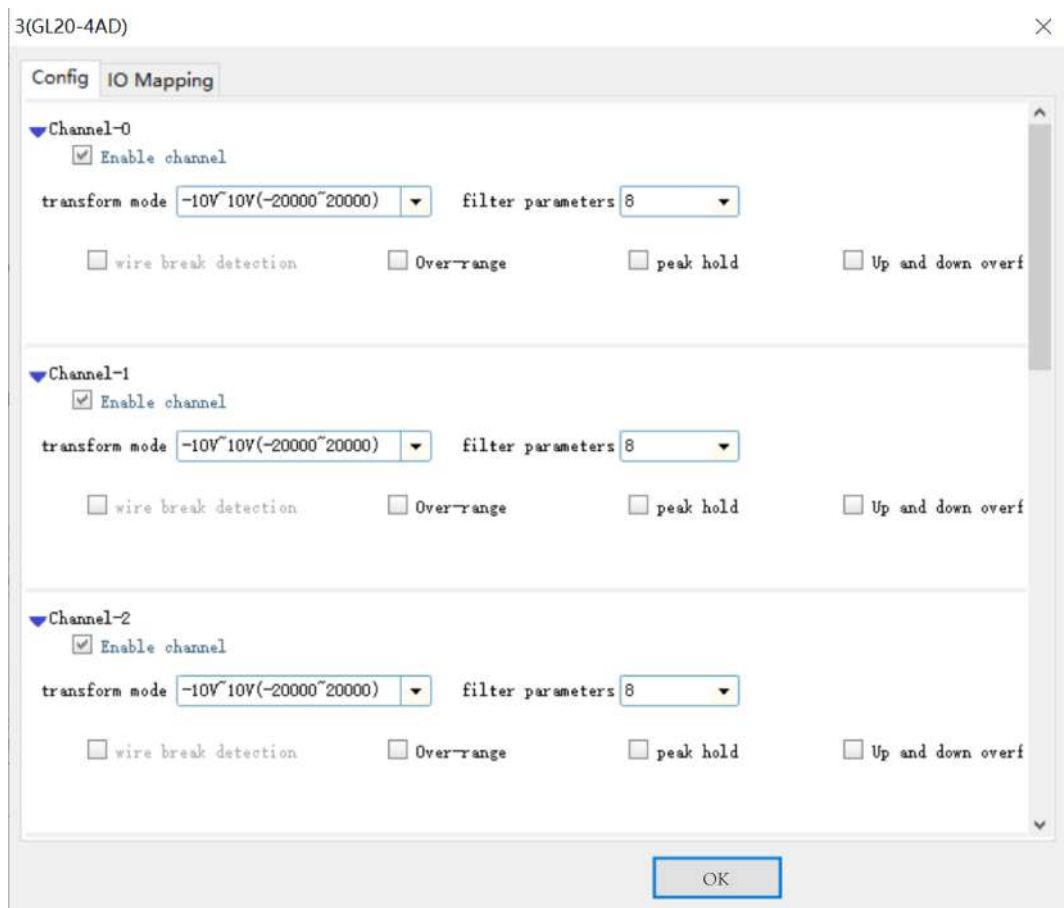 3(GL20-4AD)
Config IO Mapping
Channel-0
Enable channel
transform mode -10V~10V(-20000~20000) filter parameters 8
wire break detection Over-range peak hold Up and down overf
Channel-1
Enable channel
transform mode -10V~10V(-20000~20000) filter parameters 8
wire break detection Over-range peak hold Up and down overf
Channel-2
Enable channel
transform mode -10V~10V(-20000~20000) filter parameters 8
wire break detection Over-range peak hold Up and down overf
OK